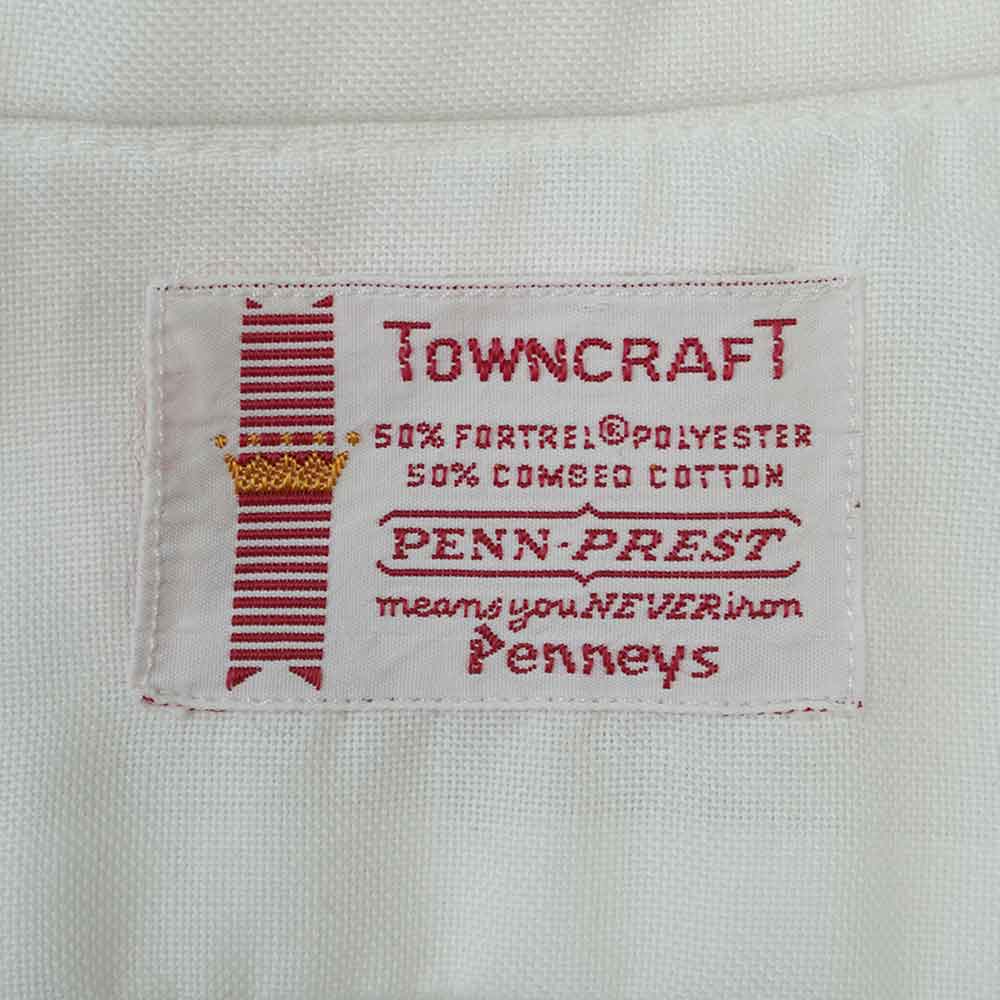 TOWNCRAFT
50% FORTREL® POLYESTER
50% COMBED COTTON
PENN-PREST
means you NEVER iron
Penneys